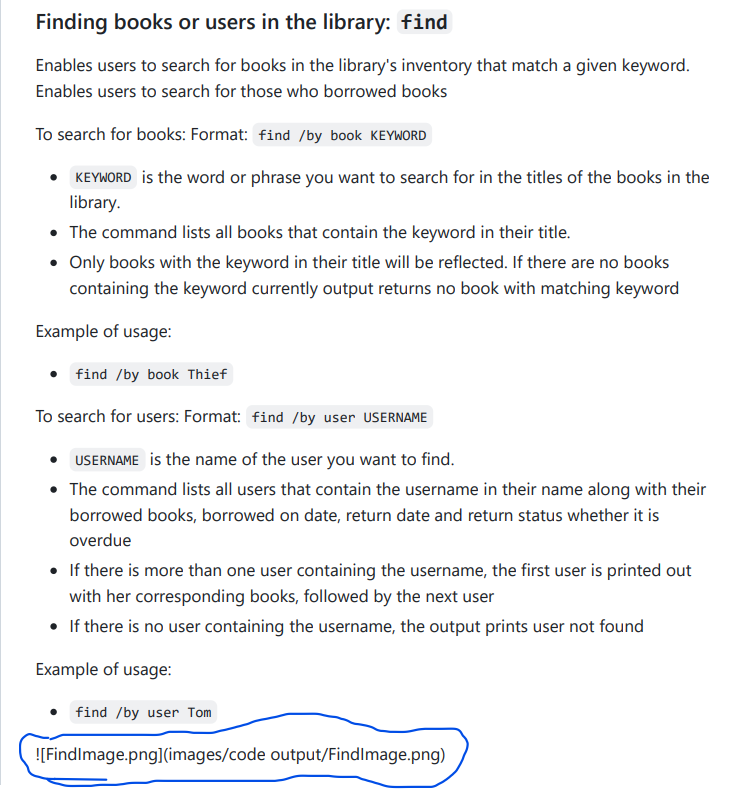 Finding books or users in the library: find
Enables users to search for books in the library's inventory that match a given keyword.
Enables users to search for those who borrowed books
To search for books: Format: find /by book KEYWORD
• KEYWORD is the word or phrase you want to search for in the titles of the books in the
library.
• The command lists all books that contain the keyword in their title.
• Only books with the keyword in their title will be reflected. If there are no books
containing the keyword currently output returns no book with matching keyword
Example of usage:
• find /by book Thief
To search for users: Format: find /by user USERNAME
• USERNAME is the name of the user you want to find.
• The command lists all users that contain the username in their name along with their
borrowed books, borrowed on date, return date and return status whether it is
overdue
• If there is more than one user containing the username, the first user is printed out
with her corresponding books, followed by the next user
• If there is no user containing the username, the output prints user not found
Example of usage:
• find /by user Tom
![FindImage.png](images/code output/FindImage.png)